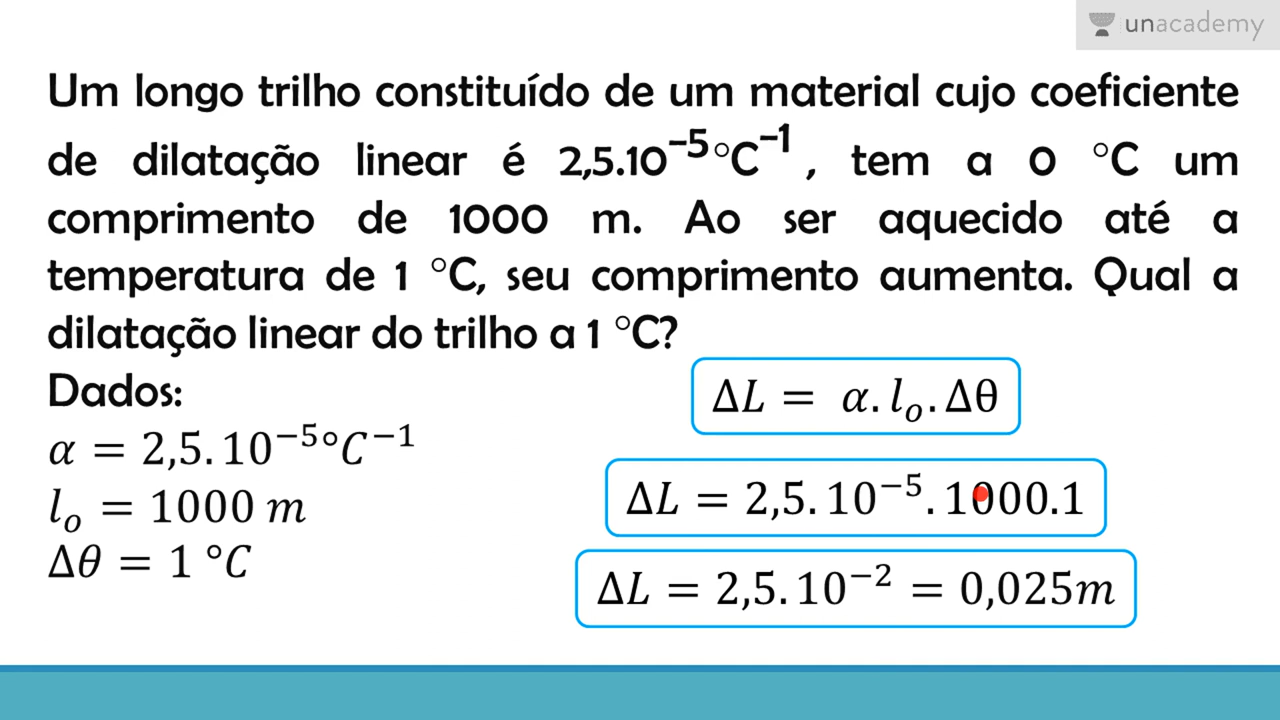 unacademy
Um longo trilho constituído de um material cujo coeficiente
de dilatação linear é 2,5.10⁻⁵°C⁻¹, tem a 0 °C um
comprimento de 1000 m. Ao ser aquecido até a
temperatura de 1 °C, seu comprimento aumenta. Qual a
dilatação linear do trilho a 1 °C?
Dados:
α = 2,5.10⁻⁵°C⁻¹
lₒ = 1000 m
Δθ = 1 °C
ΔL = α.lₒ.Δθ
ΔL = 2,5.10⁻⁵.1000.1
ΔL = 2,5.10⁻² = 0,025m